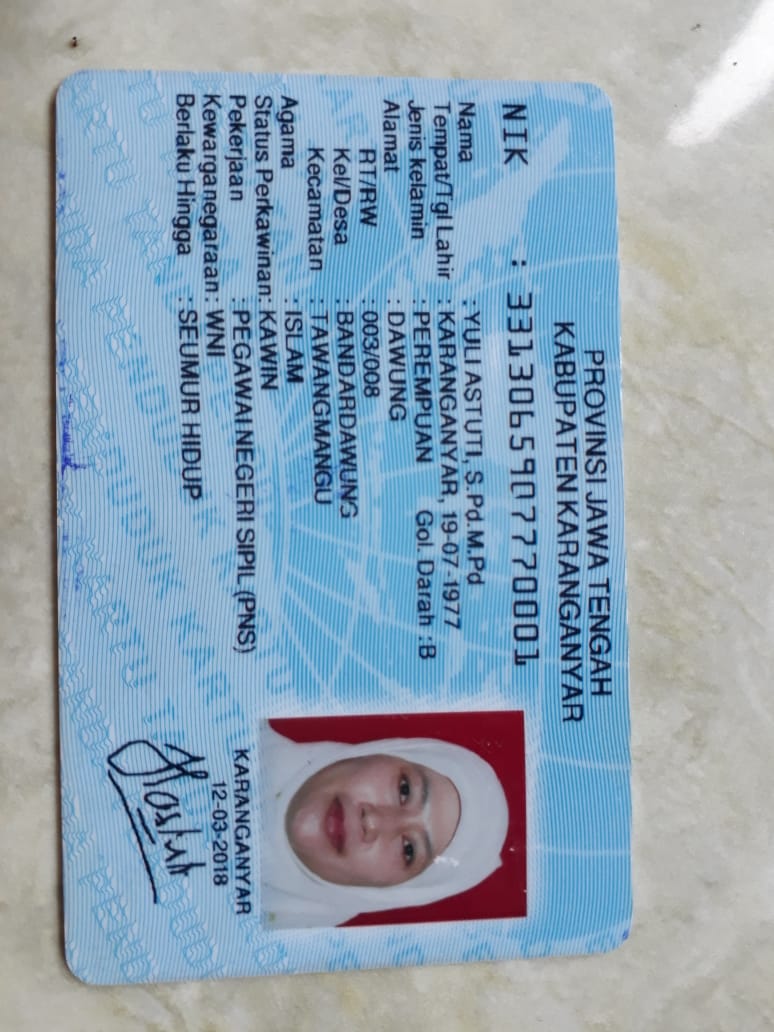 PROVINSI JAWA TENGAH
KABUPATEN KARANGANYAR
NIK : 3313065907770001
Nama : YULI ASTUTI, S.Pd.M.Pd
Tempat/Tgl Lahir : KARANGANYAR, 19-07-1977
Jenis kelamin : PEREMPUAN Gol. Darah :B
Alamat : DAWUNG
RT/RW : 003/008
Kel/Desa : BANDARDAWUNG
Kecamatan : TAWANGMANGU
Agama : ISLAM
Status Perkawinan: KAWIN
Pekerjaan : PEGAWAI NEGERI SIPIL (PNS)
Kewarganegaraan: WNI
Berlaku Hingga : SEUMUR HIDUP
KARANGANYAR
12-03-2018